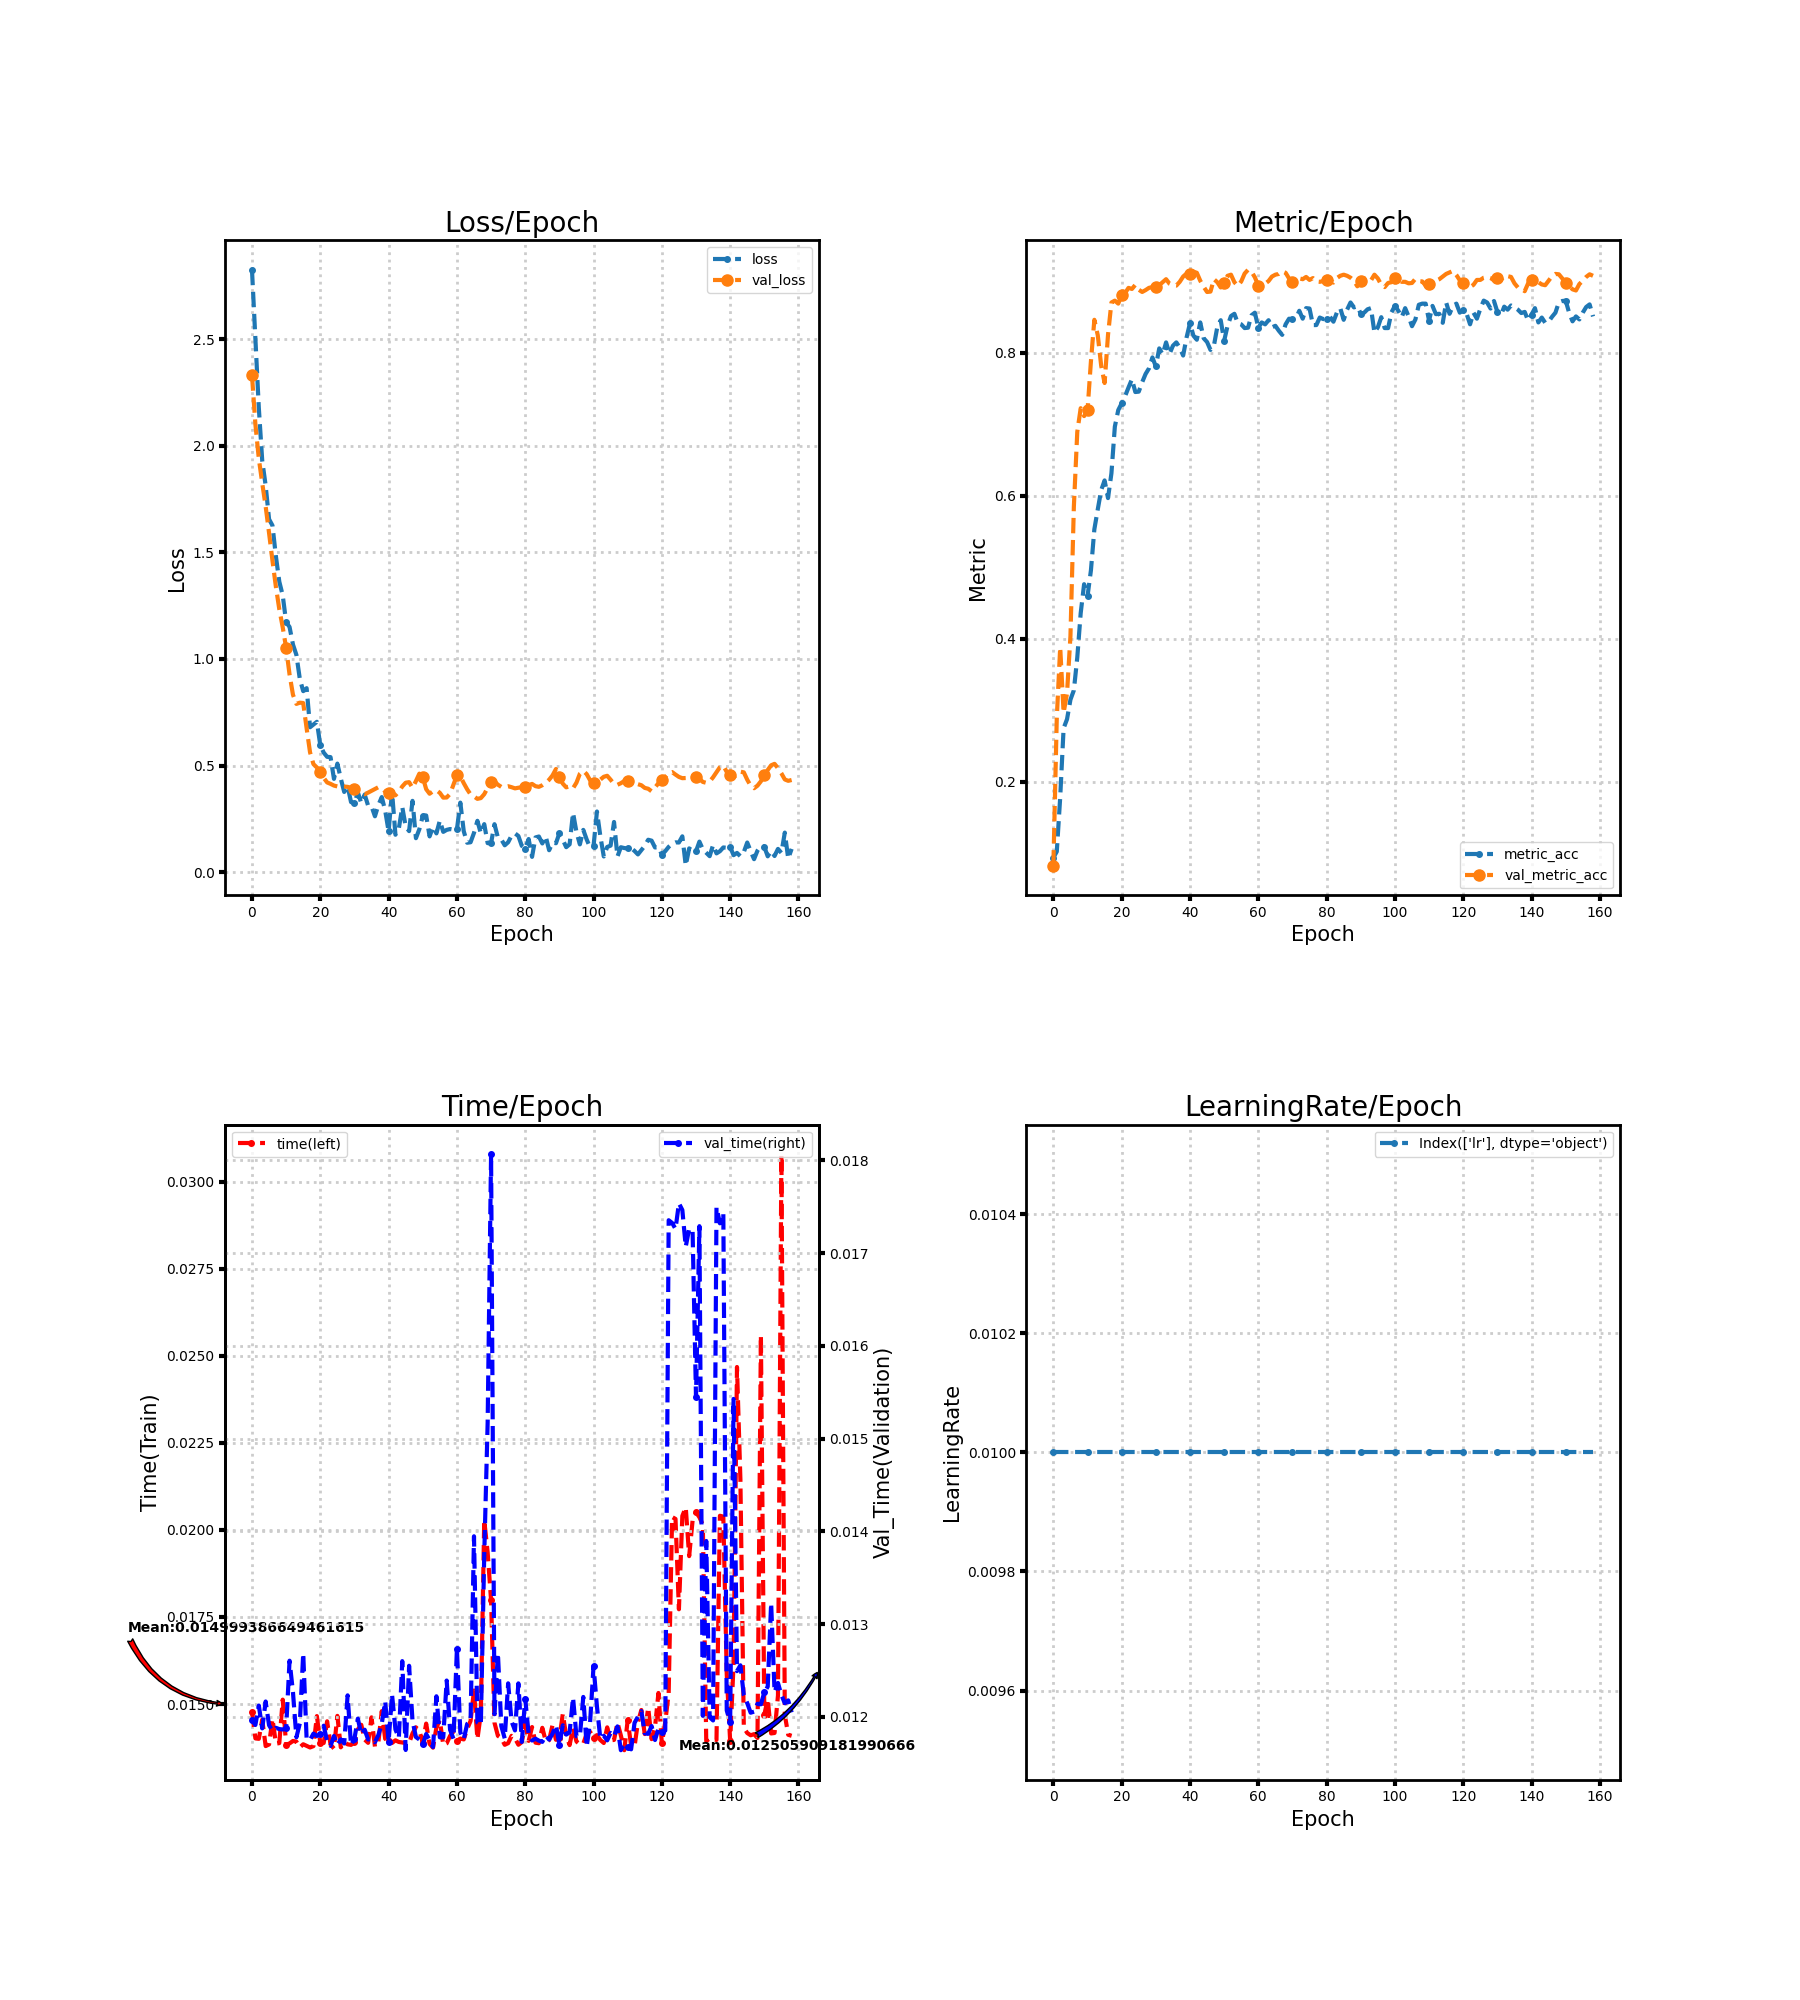 Loss/Epoch
loss
val_loss
2.5
2.0
1.5
1.0
0.5
0.0
Loss
0 20 40 60 80 100 120 140 160
Epoch
Metric/Epoch
0.8
0.6
0.4
0.2
Metric
metric_acc
val_metric_acc
0 20 40 60 80 100 120 140 160
Epoch
Time/Epoch
time(left)
val_time(right)
0.0300
0.0275
0.0250
0.0225
0.0200
0.0175
0.0150
Time(Train)
Mean:0.014999386649461615
0.018
0.017
0.016
0.015
0.014
0.013
0.012
Val_Time(Validation)
Mean:0.012505909181990666
0 20 40 60 80 100 120 140 160
Epoch
LearningRate/Epoch
Index(['lr'], dtype='object')
0.0104
0.0102
0.0100
0.0098
0.0096
LearningRate
0 20 40 60 80 100 120 140 160
Epoch